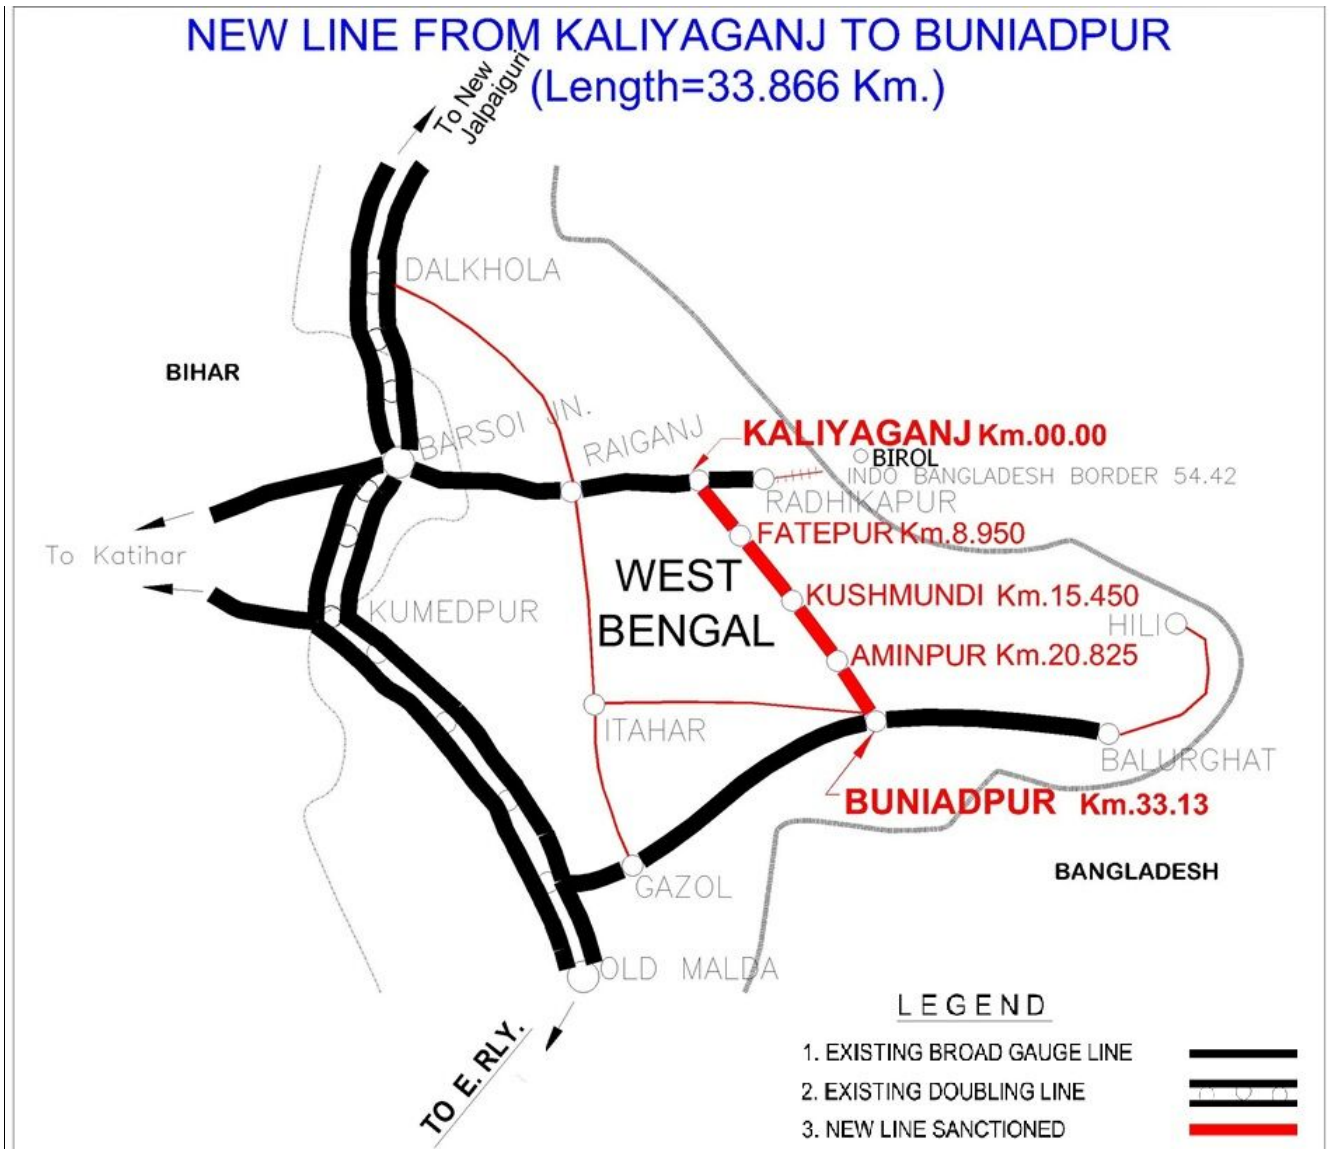 NEW LINE FROM KALIYAGANJ TO BUNIADPUR
(Length=33.866 Km.)
To New
Jalpaiguri
DALKHOLA
BIHAR
BARSOI JN.
RAIGANJ
KALIYAGANJ Km.00.00
BIROL
INDO BANGLADESH BORDER 54.42
RADHIKAPUR
FATEPUR Km.8.950
To Katihar
WEST
BENGAL
KUSHMUNDI Km.15.450
KUMEDPUR
HILI
AMINPUR Km.20.825
ITAHAR
BALURGHAT
BUNIADPUR Km.33.13
BANGLADESH
GAZOL
OLD MALDA
TO E. RLY.
LEGEND
1. EXISTING BROAD GAUGE LINE
2. EXISTING DOUBLING LINE
3. NEW LINE SANCTIONED